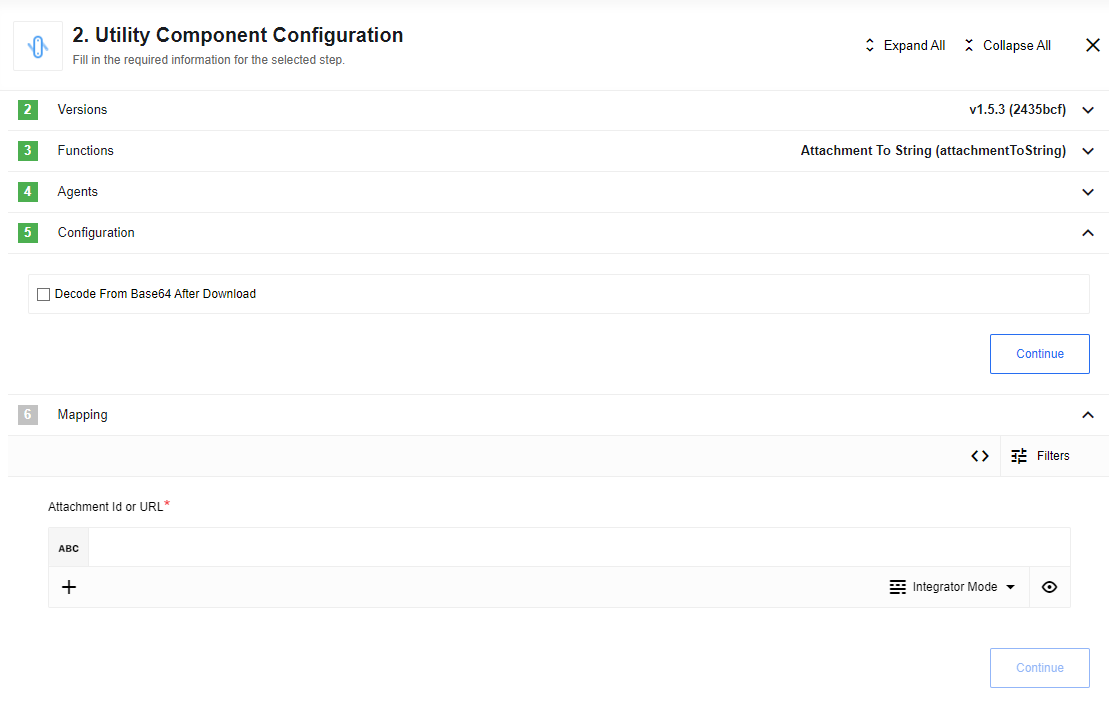 2. Utility Component Configuration
Fill in the required information for the selected step.
Expand All
Collapse All
2 Versions v1.5.3 (2435bcf)
3 Functions Attachment To String (attachmentToString)
4 Agents
5 Configuration
Decode From Base64 After Download
Continue
6 Mapping
Filters
Attachment Id or URL*
ABC
Integrator Mode
Continue